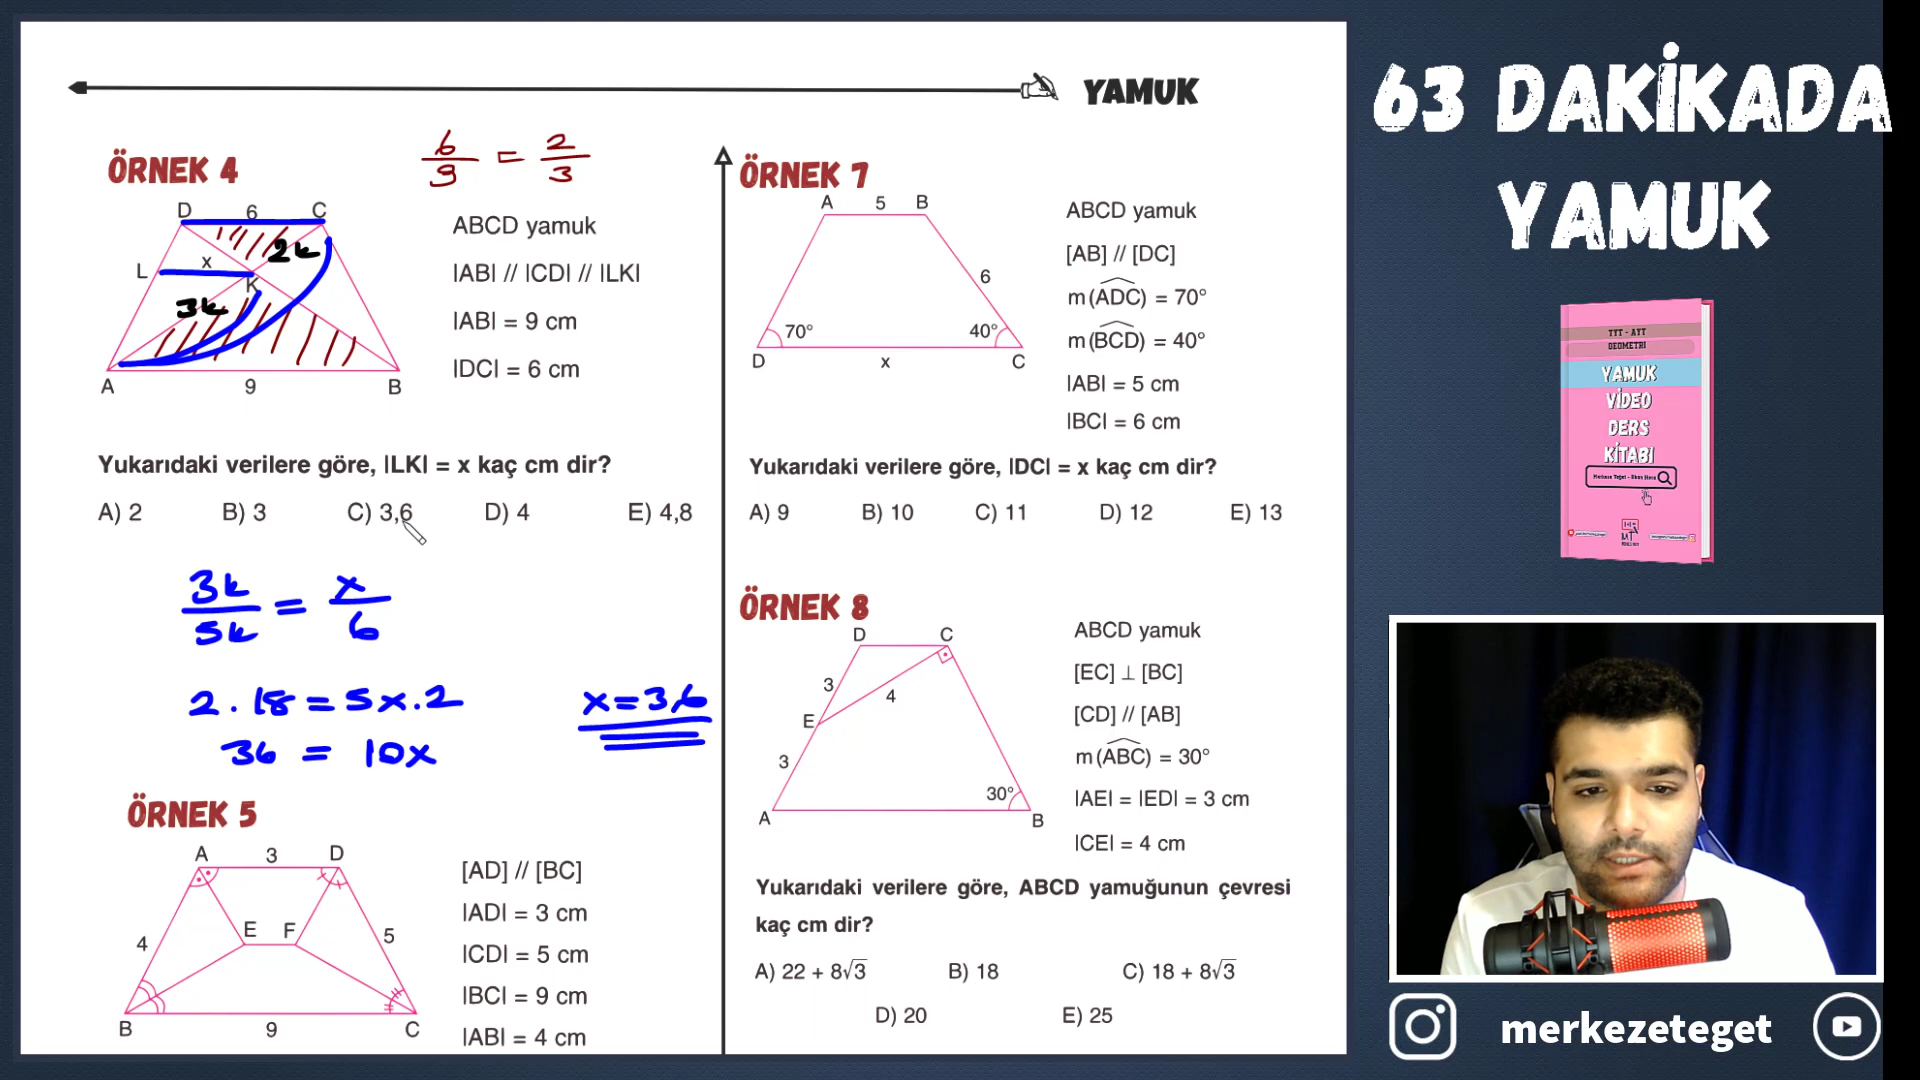 YAMUK
ÖRNEK 4
6/9 = 2/3
D 6 C
2k
L x
K
3k
A 9 B
ABCD yamuk
|AB| // |CD| // |LK|
|AB| = 9 cm
|DC| = 6 cm
Yukarıdaki verilere göre, |LK| = x kaç cm dir?
A) 2 B) 3 C) 3,6 D) 4 E) 4,8
3k/5k = x/6
2 . 18 = 5x . 2
36 = 10x
x = 3,6
ÖRNEK 5
A 3 D
E F
4 5
B 9 C
[AD] // [BC]
|AD| = 3 cm
|CD| = 5 cm
|BC| = 9 cm
|AB| = 4 cm
ÖRNEK 7
A 5 B
6
70° 40°
D x C
ABCD yamuk
[AB] // [DC]
m(ADC) = 70°
m(BCD) = 40°
|AB| = 5 cm
|BC| = 6 cm
Yukarıdaki verilere göre, |DC| = x kaç cm dir?
A) 9 B) 10 C) 11 D) 12 E) 13
ÖRNEK 8
D C
3 4
E
3
30°
A B
ABCD yamuk
[EC] ⊥ [BC]
[CD] // [AB]
m(ABC) = 30°
|AE| = |ED| = 3 cm
|CE| = 4 cm
Yukarıdaki verilere göre, ABCD yamuğunun çevresi
kaç cm dir?
A) 22 + 8√3 B) 18 C) 18 + 8√3
D) 20 E) 25
63 DAKİKADA
YAMUK
TYT - AYT
GEOMETRI
YAMUK
VİDEO
DERS
KİTABI
merkezeteget